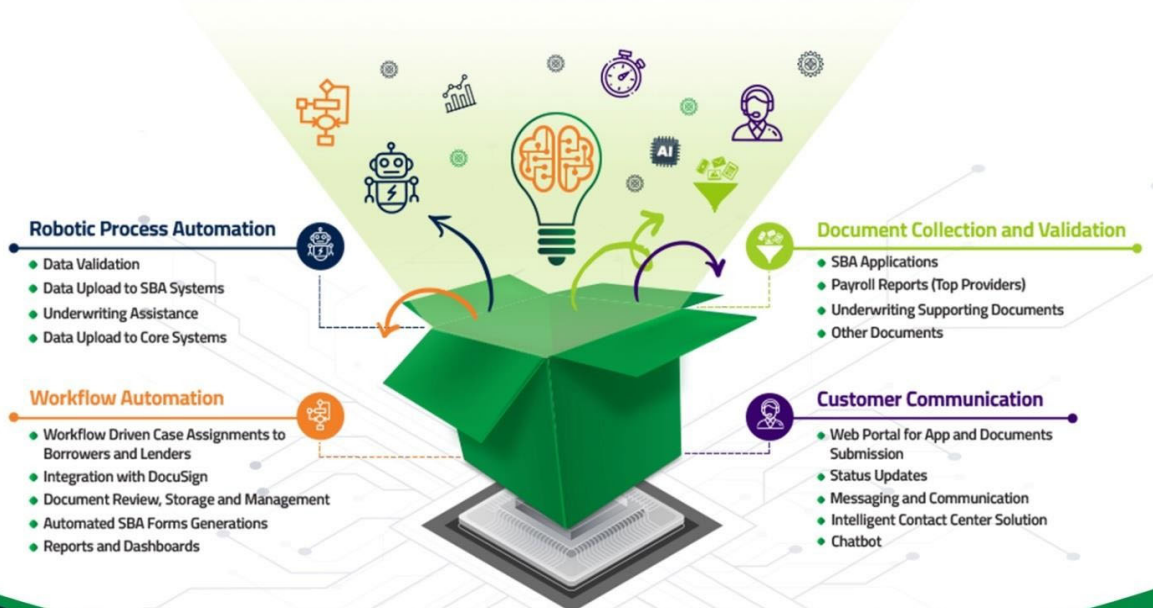 AI
Robotic Process Automation
Data Validation
Data Upload to SBA Systems
Underwriting Assistance
Data Upload to Core Systems
Document Collection and Validation
SBA Applications
Payroll Reports (Top Providers)
Underwriting Supporting Documents
Other Documents
Workflow Automation
Workflow Driven Case Assignments to
Borrowers and Lenders
Integration with DocuSign
Document Review, Storage and Management
Automated SBA Forms Generations
Reports and Dashboards
Customer Communication
Web Portal for App and Documents
Submission
Status Updates
Messaging and Communication
Intelligent Contact Center Solution
Chatbot